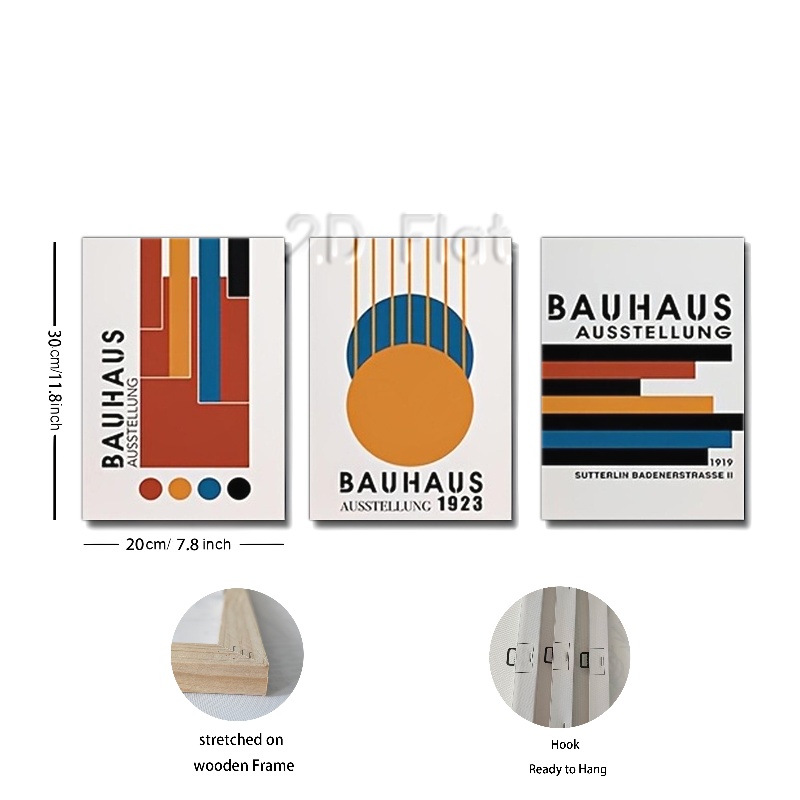 2D Flat
30cm/11.8inch
BAUHAUS
AUSSTELLUNG
BAUHAUS
AUSSTELLUNG 1923
BAUHAUS
AUSSTELLUNG
1919
SUTTERLIN BADENERSTRASSE II
20cm/ 7.8 inch
stretched on
wooden Frame
Hook
Ready to Hang